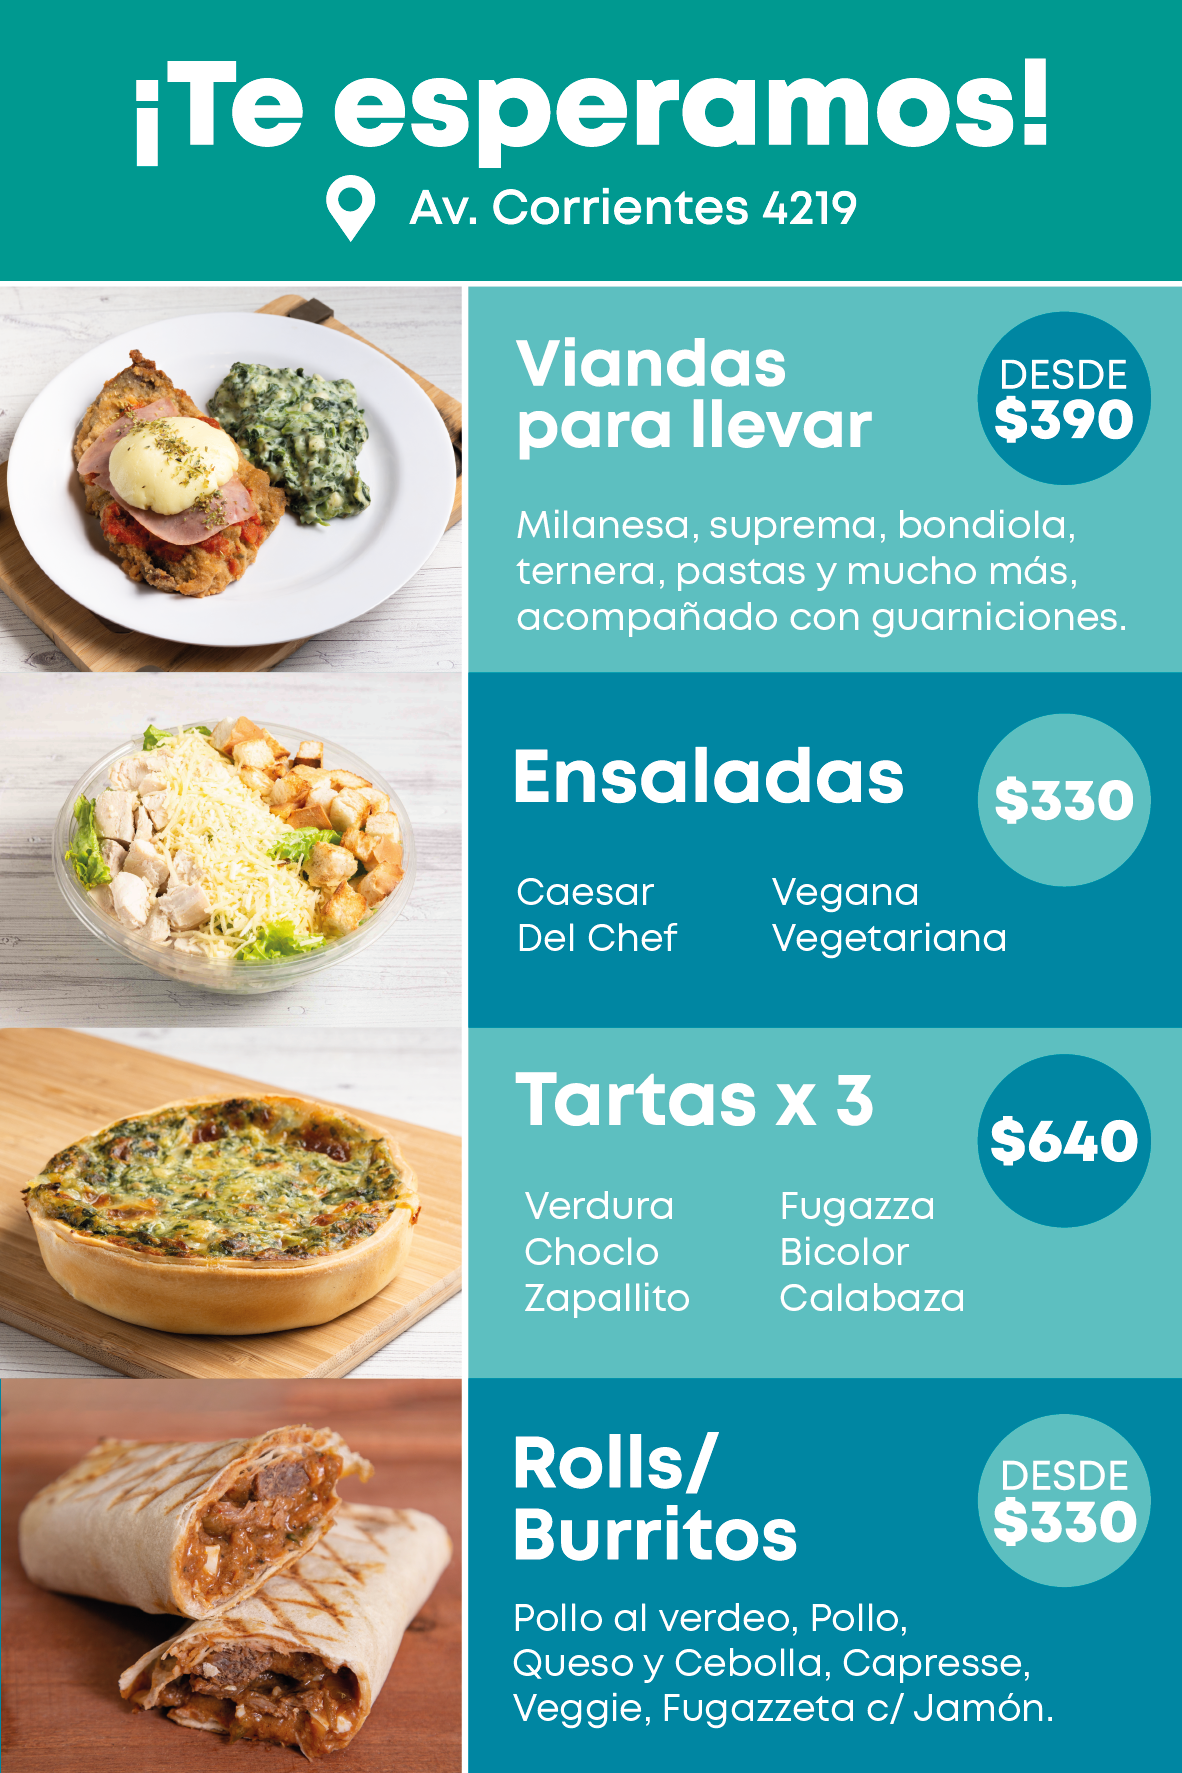 ¡Te esperamos!
Av. Corrientes 4219
Viandas
para llevar
DESDE
$390
Milanesa, suprema, bondiola,
ternera, pastas y mucho más,
acompañado con guarniciones.
Ensaladas
$330
Caesar
Del Chef
Vegana
Vegetariana
Tartas x 3
$640
Verdura
Choclo
Zapallito
Fugazza
Bicolor
Calabaza
Rolls/
Burritos
DESDE
$330
Pollo al verdeo, Pollo,
Queso y Cebolla, Capresse,
Veggie, Fugazzeta c/ Jamón.